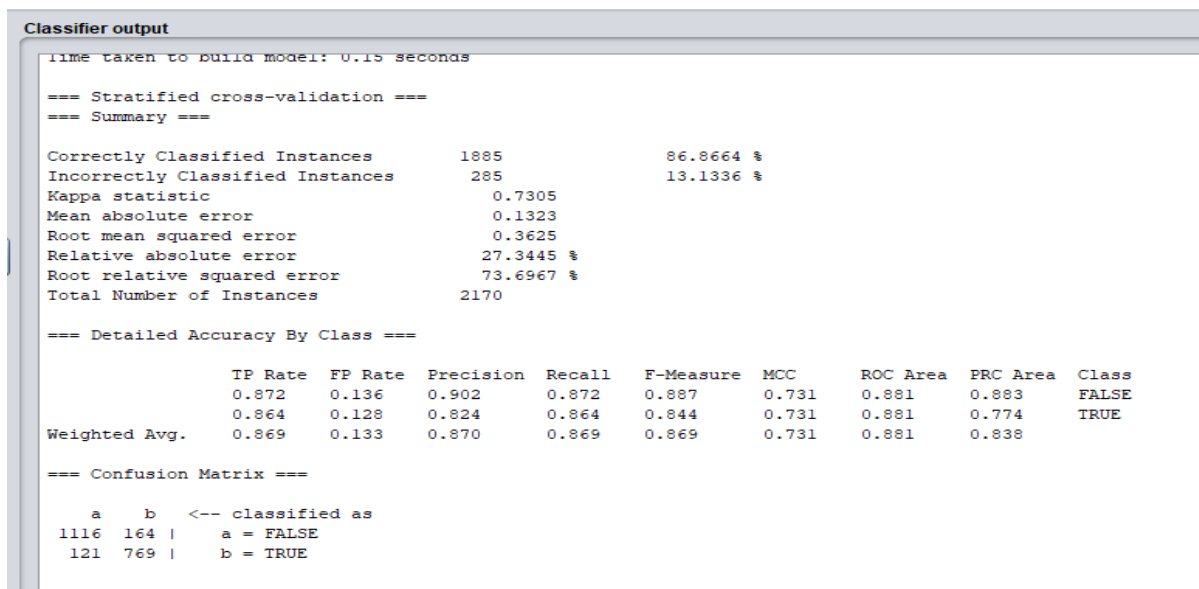 Classifier output
Time taken to build model: 0.15 seconds
=== Stratified cross-validation ===
=== Summary ===
Correctly Classified Instances 1885 86.8664 %
Incorrectly Classified Instances 285 13.1336 %
Kappa statistic 0.7305
Mean absolute error 0.1323
Root mean squared error 0.3625
Relative absolute error 27.3445 %
Root relative squared error 73.6967 %
Total Number of Instances 2170
=== Detailed Accuracy By Class ===
TP Rate FP Rate Precision Recall F-Measure MCC ROC Area PRC Area Class
0.872 0.136 0.902 0.872 0.887 0.731 0.881 0.883 FALSE
0.864 0.128 0.824 0.864 0.844 0.731 0.881 0.774 TRUE
Weighted Avg. 0.869 0.133 0.870 0.869 0.869 0.731 0.881 0.838
=== Confusion Matrix ===
a b <-- classified as
1116 164 | a = FALSE
121 769 | b = TRUE